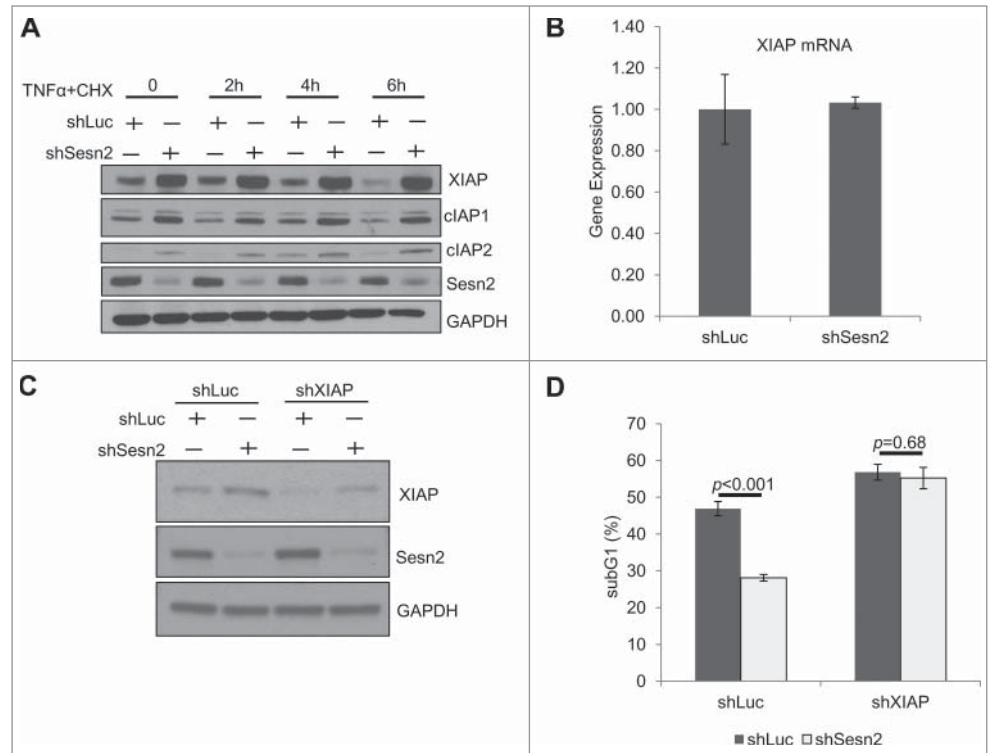 A
TNFα+CHX 0 2h 4h 6h
shLuc + – + – + – + –
shSesn2 – + – + – + – +
XIAP
cIAP1
cIAP2
Sesn2
GAPDH
B
XIAP mRNA
Gene Expression
1.40
1.20
1.00
0.80
0.60
0.40
0.20
0.00
shLuc shSesn2
C
shLuc shXIAP
shLuc + – + –
shSesn2 – + – +
XIAP
Sesn2
GAPDH
D
subG1 (%)
70
60
50
40
30
20
10
0
p<0.001
p=0.68
shLuc shXIAP
shLuc shSesn2